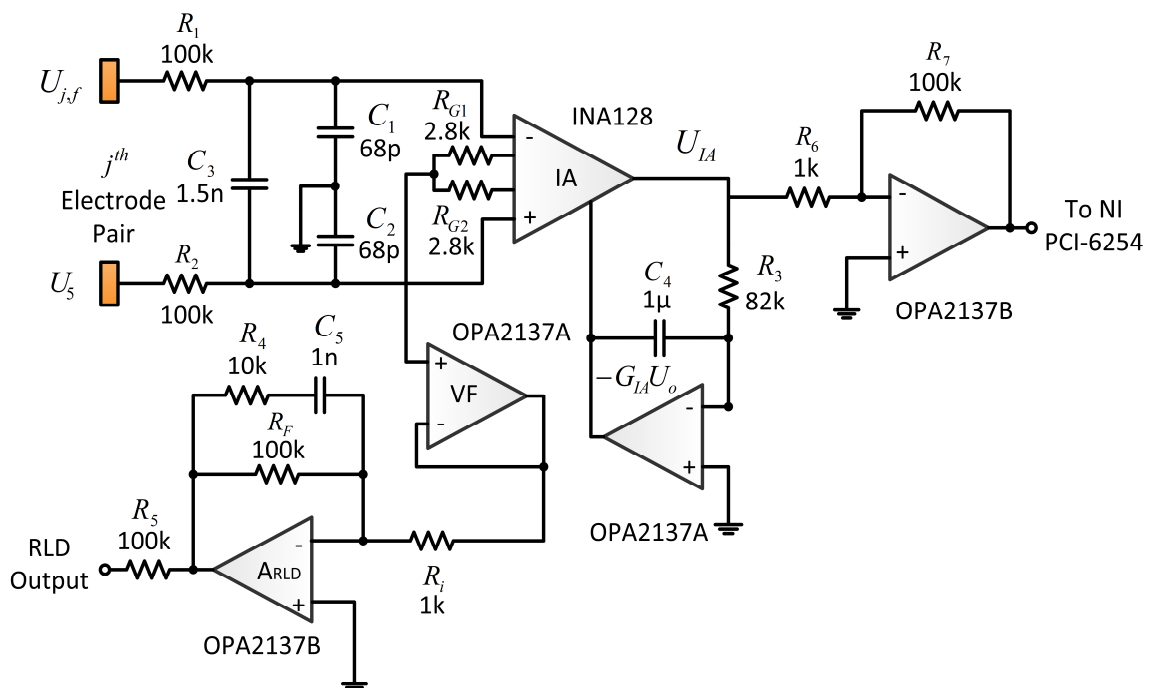 R1
100k
Uj,f
jth
Electrode
Pair
C3
1.5n
C1
68p
C2
68p
RG1
2.8k
RG2
2.8k
U5
R2
100k
INA128
-
IA
+
UIA
R6
1k
R7
100k
-
+
To NI
PCI-6254
OPA2137B
R3
82k
C4
1μ
−GIAUo
-
+
OPA2137A
OPA2137A
+
VF
-
R4
10k
C5
1n
RF
100k
R5
100k
RLD
Output
-
ARLD
+
OPA2137B
Ri
1k